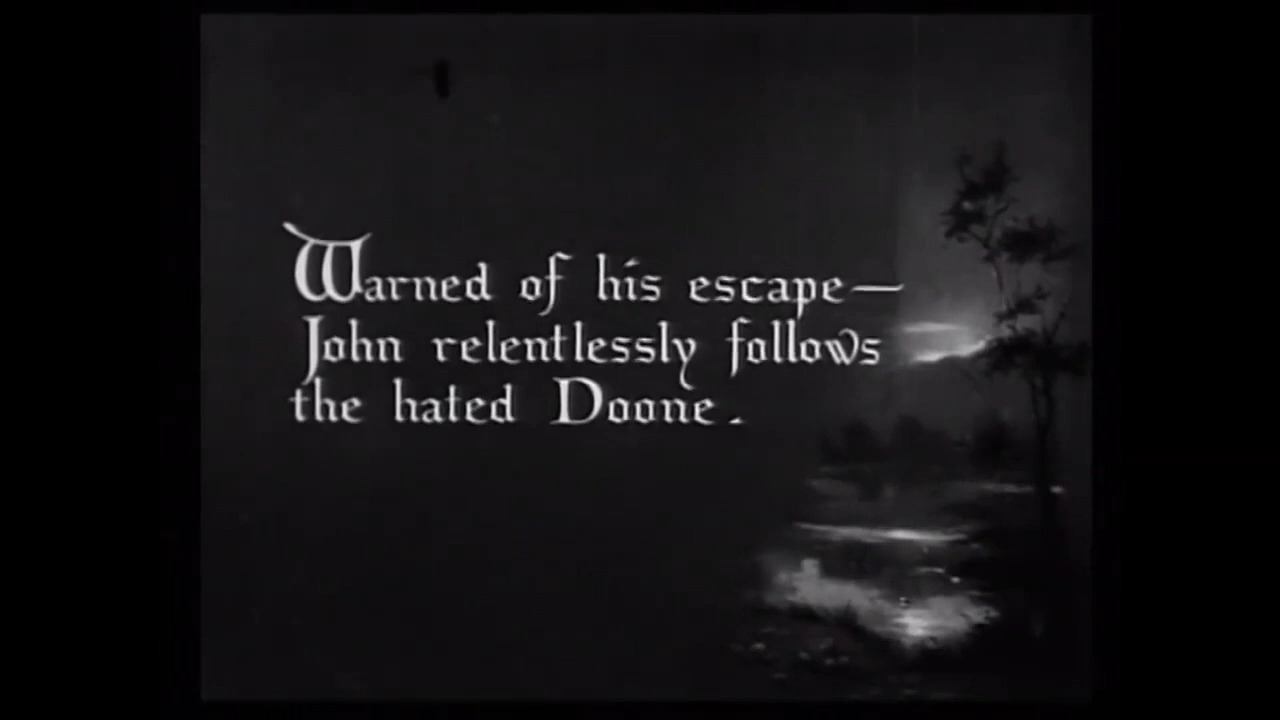 Warned of his escape—
John relentlessly follows
the hated Doone.